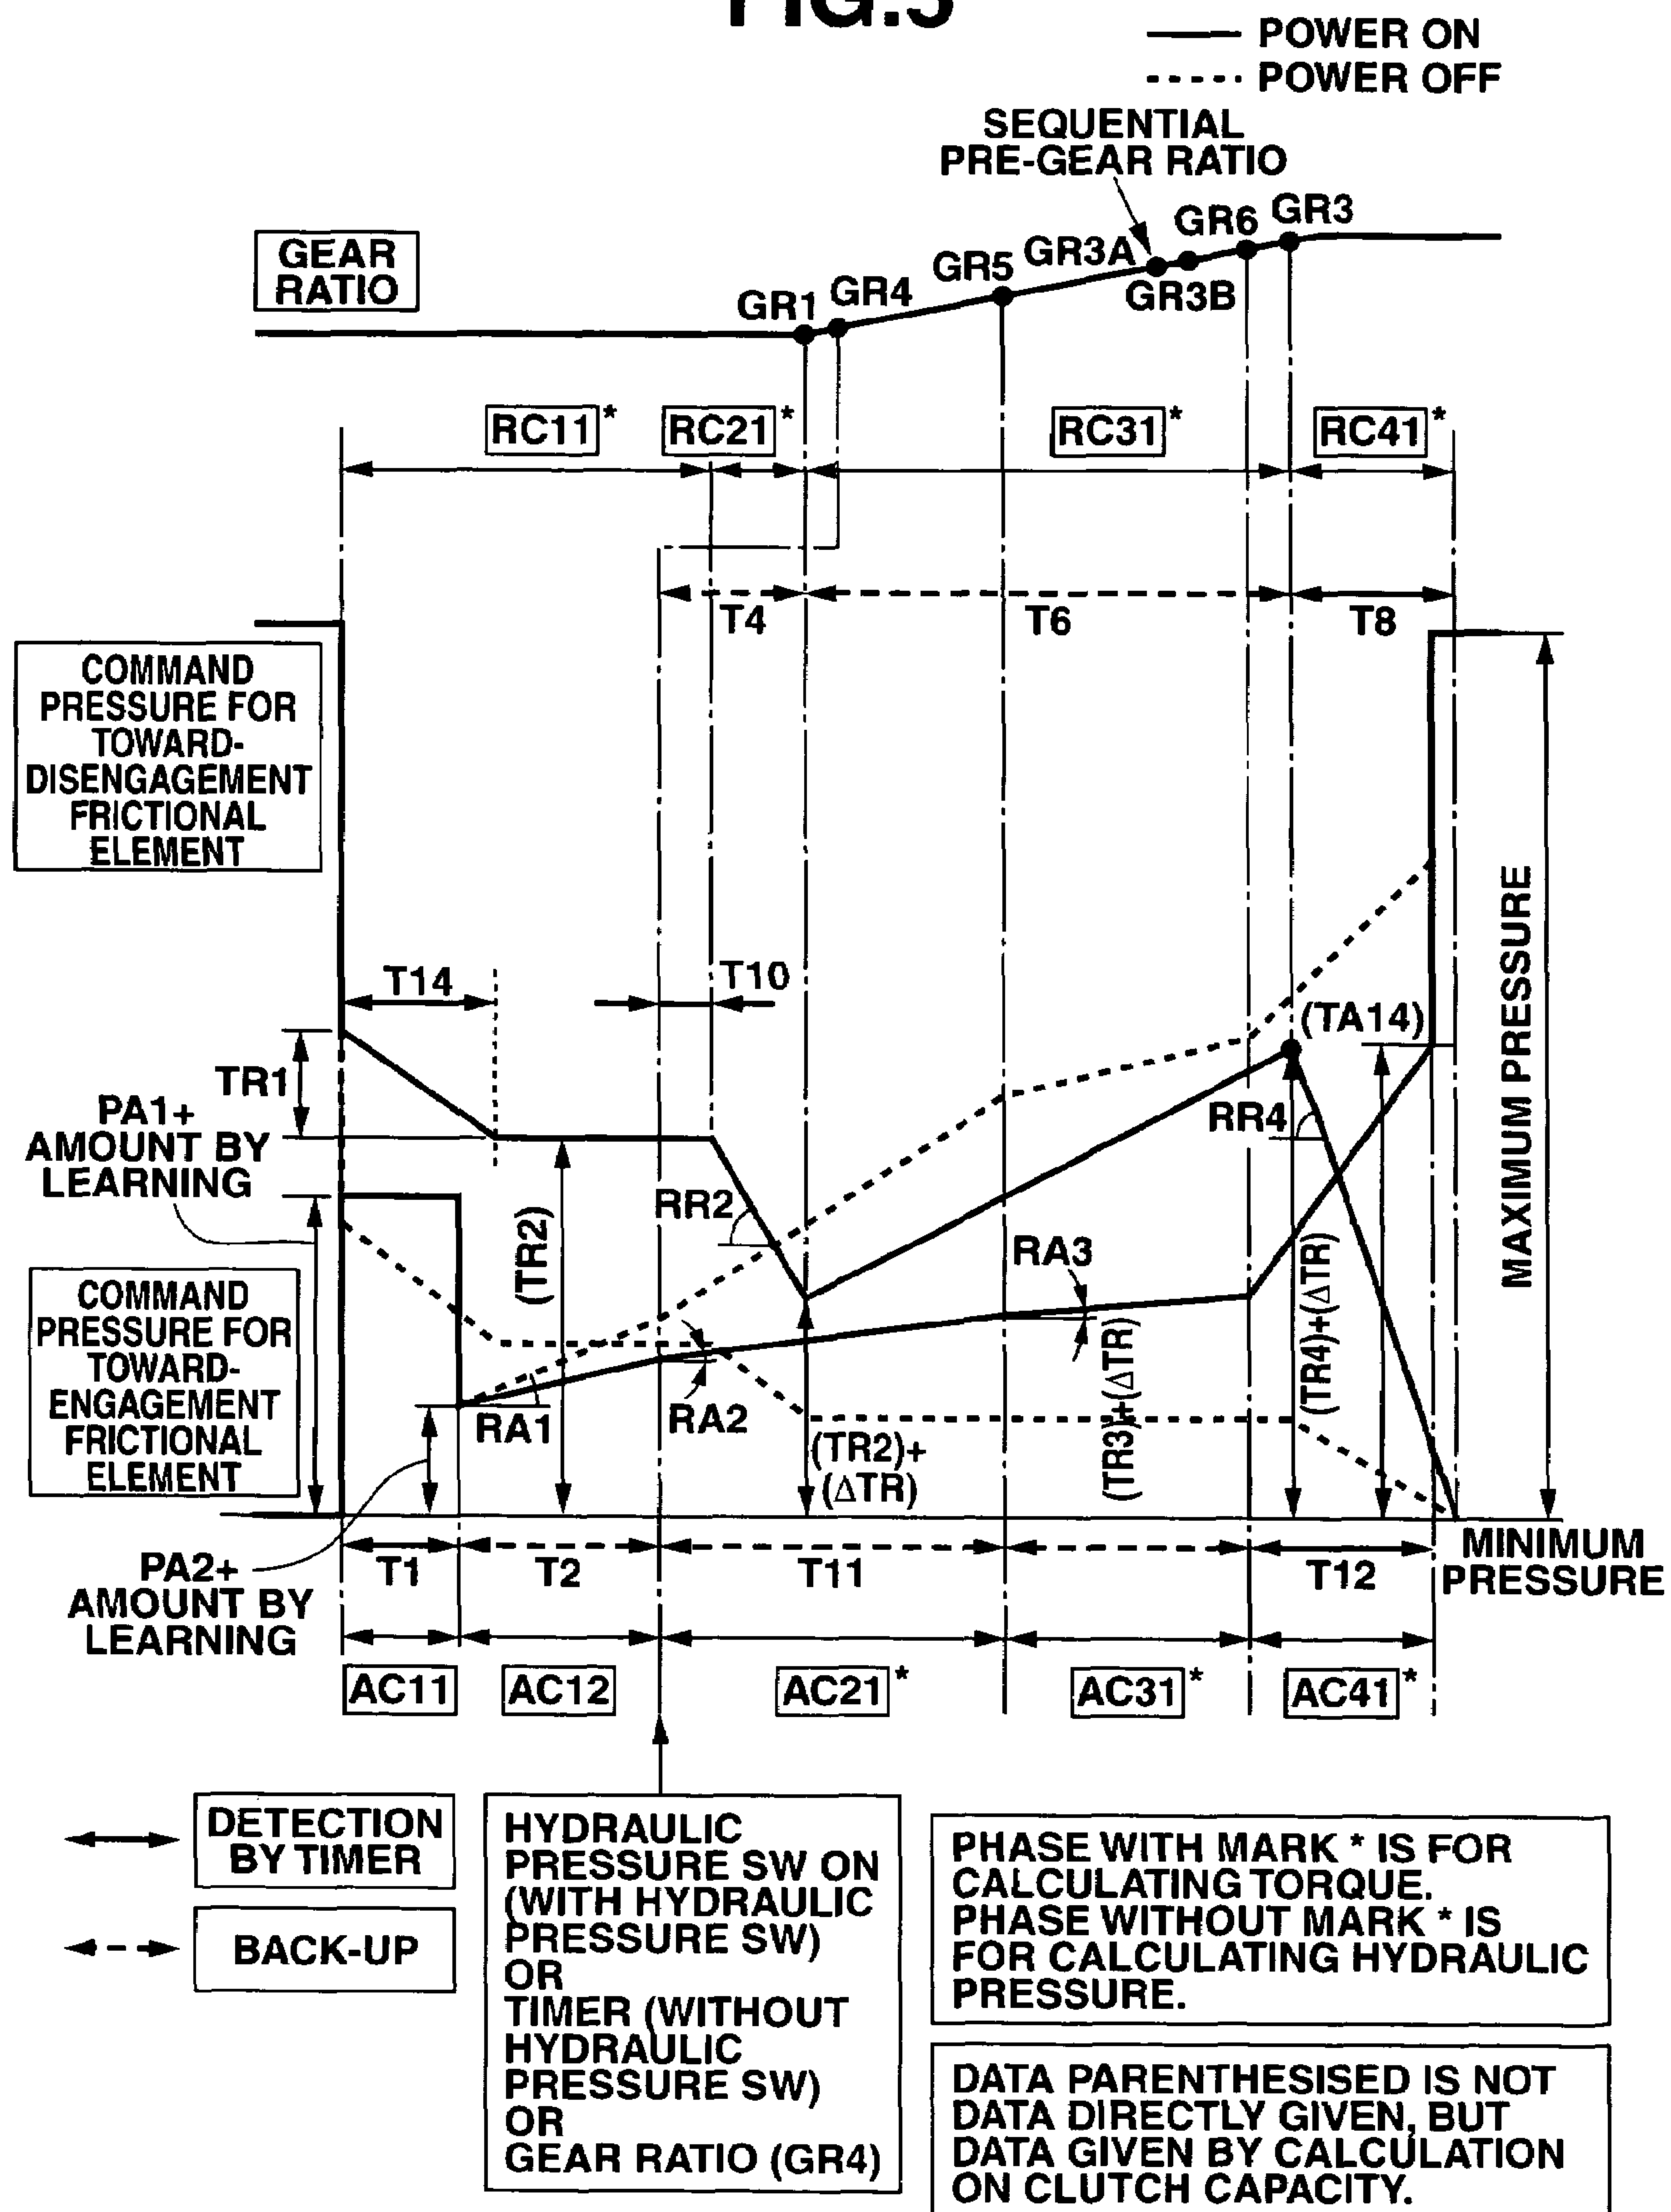 FIG.5
POWER ON
POWER OFF
SEQUENTIAL
PRE-GEAR RATIO
GEAR
RATIO
GR1
GR4
GR5
GR3A
GR3B
GR6
GR3
RC11*
RC21*
RC31*
RC41*
T4
T6
T8
COMMAND
PRESSURE FOR
TOWARD-
DISENGAGEMENT
FRICTIONAL
ELEMENT
T14
T10
TR1
(TA14)
MAXIMUM PRESSURE
PA1+
AMOUNT BY
LEARNING
RR2
RR4
(TR2)
RA3
COMMAND
PRESSURE FOR
TOWARD-
ENGAGEMENT
FRICTIONAL
ELEMENT
RA1
RA2
(TR2)+
(ΔTR)
(TR3)+(ΔTR)
(TR4)+(ΔTR)
PA2+
AMOUNT BY
LEARNING
T1
T2
T11
T12
MINIMUM
PRESSURE
AC11
AC12
AC21*
AC31*
AC41*
DETECTION
BY TIMER
BACK-UP
HYDRAULIC
PRESSURE SW ON
(WITH HYDRAULIC
PRESSURE SW)
OR
TIMER (WITHOUT
HYDRAULIC
PRESSURE SW)
OR
GEAR RATIO (GR4)
PHASE WITH MARK * IS FOR
CALCULATING TORQUE.
PHASE WITHOUT MARK * IS
FOR CALCULATING HYDRAULIC
PRESSURE.
DATA PARENTHESISED IS NOT
DATA DIRECTLY GIVEN, BUT
DATA GIVEN BY CALCULATION
ON CLUTCH CAPACITY.